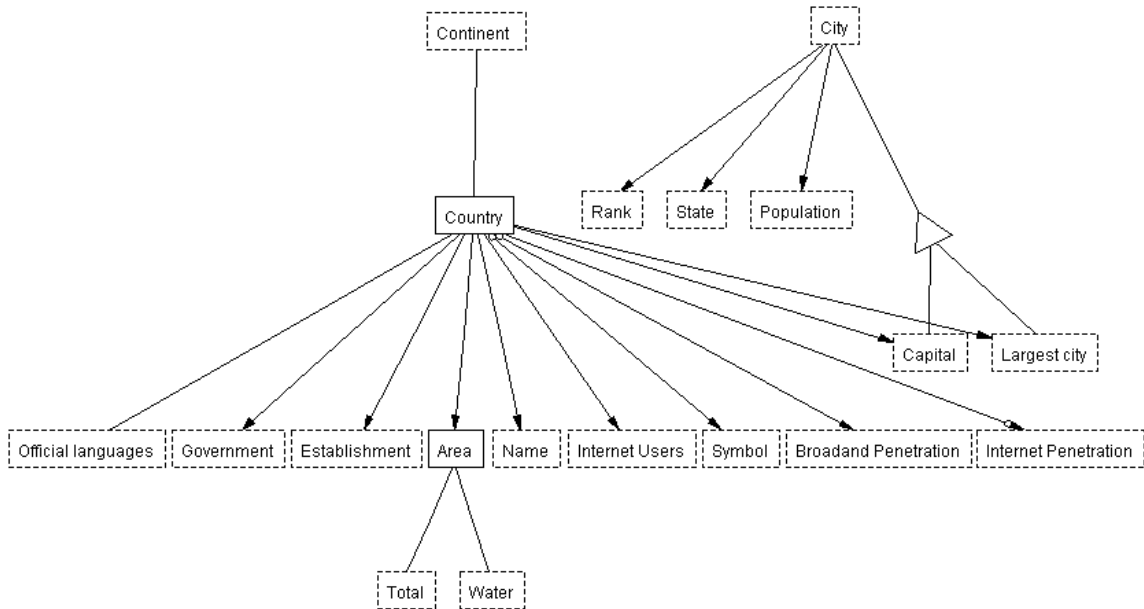 Continent
City
Rank
State
Population
Country
Capital
Largest city
Official languages
Government
Establishment
Area
Name
Internet Users
Symbol
Broadand Penetration
Internet Penetration
Total
Water